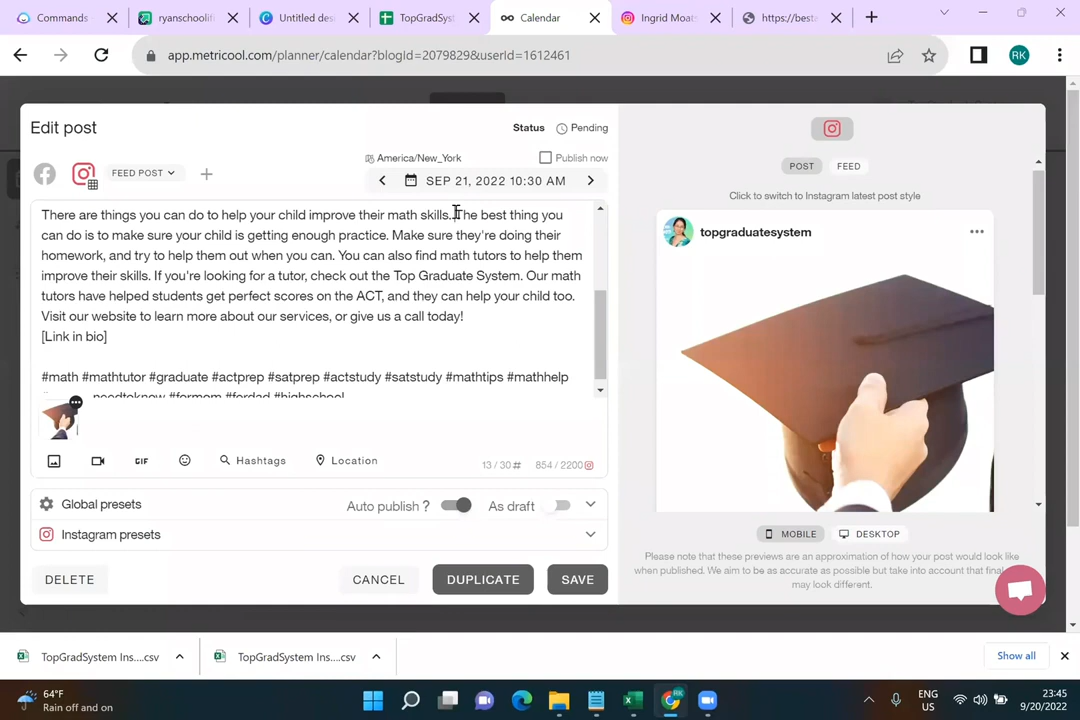 Commands
ryanschoolifi
Untitled des
TopGradSyst
Calendar
Ingrid Moats
https://besta
app.metricool.com/planner/calendar?blogId=2079829&userId=1612461
RK
Edit post
Status Pending
FEED POST
America/New_York Publish now
SEP 21, 2022 10:30 AM
There are things you can do to help your child improve their math skills. The best thing you
can do is to make sure your child is getting enough practice. Make sure they're doing their
homework, and try to help them out when you can. You can also find math tutors to help them
improve their skills. If you're looking for a tutor, check out the Top Graduate System. Our math
tutors have helped students get perfect scores on the ACT, and they can help your child too.
Visit our website to learn more about our services, or give us a call today!
[Link in bio]
#math #mathtutor #graduate #actprep #satprep #actstudy #satstudy #mathtips #mathhelp
needtoknow #formom #fordad #highschool
GIF Hashtags Location
13 / 30 # 854 / 2200
Global presets Auto publish ? As draft
Instagram presets
DELETE CANCEL DUPLICATE SAVE
POST FEED
Click to switch to Instagram latest post style
topgraduatesystem
MOBILE DESKTOP
Please note that these previews are an approximation of how your post would look like
when published. We aim to be as accurate as possible but take into account that final
may look different.
TopGradSystem Ins....csv
TopGradSystem Ins....csv
Show all
64°F
Rain off and on
RK
ENG
US
23:45
9/20/2022